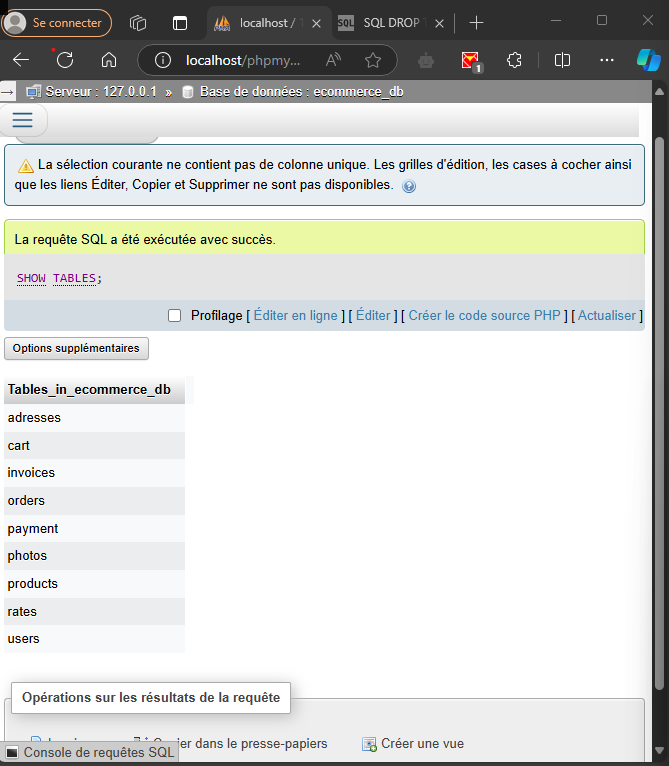 Se connecter
localhost /
SQL SQL DROP
localhost/phpmy...
1
Serveur : 127.0.0.1 » Base de données : ecommerce_db
La sélection courante ne contient pas de colonne unique. Les grilles d'édition, les cases à cocher ainsi
que les liens Éditer, Copier et Supprimer ne sont pas disponibles.
La requête SQL a été exécutée avec succès.
SHOW TABLES;
Profilage [ Éditer en ligne ] [ Éditer ] [ Créer le code source PHP ] [ Actualiser ]
Options supplémentaires
Tables_in_ecommerce_db
adresses
cart
invoices
orders
payment
photos
products
rates
users
Opérations sur les résultats de la requête
dans le presse-papiers Créer une vue
Console de requêtes SQL